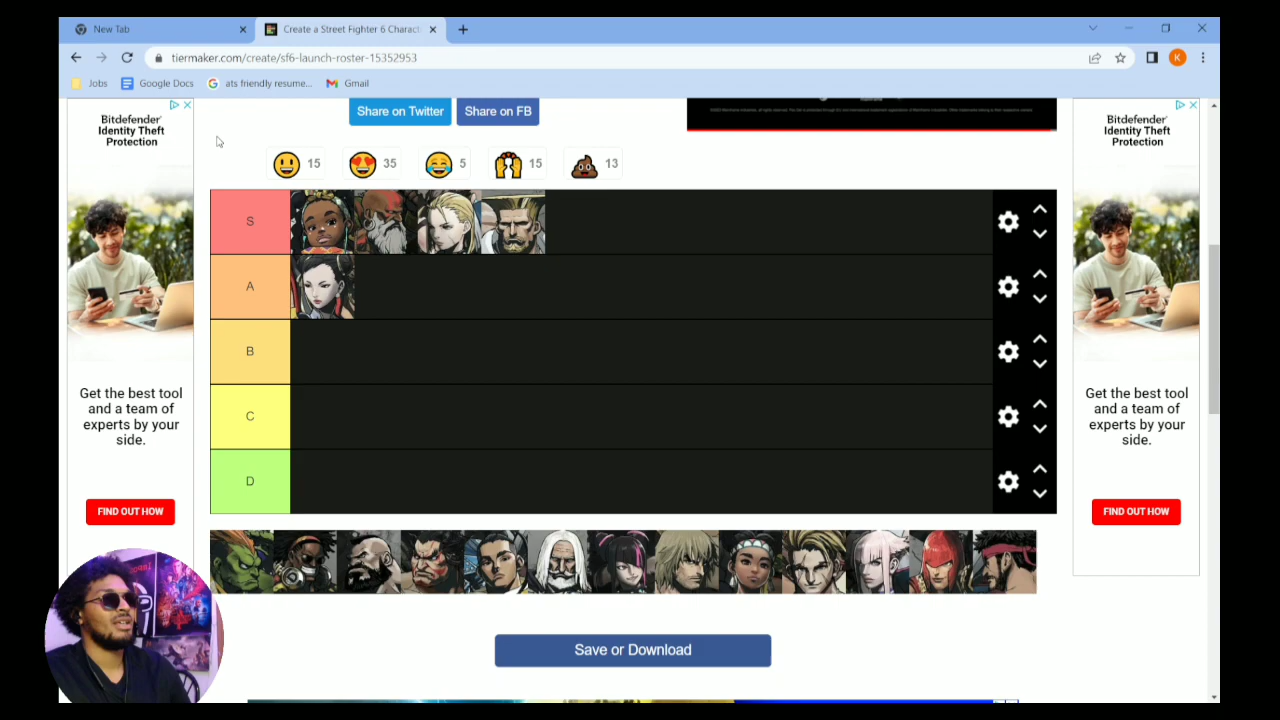 New Tab
Create a Street Fighter 6 Charact
tiermaker.com/create/sf6-launch-roster-15352953
K
Jobs
Google Docs
ats friendly resume...
Gmail
Bitdefender
Identity Theft
Protection
Get the best tool
and a team of
experts by your
side.
FIND OUT HOW
Share on Twitter
Share on FB
15
35
5
15
13
S
A
B
C
D
Save or Download
Bitdefender
Identity Theft
Protection
Get the best tool
and a team of
experts by your
side.
FIND OUT HOW